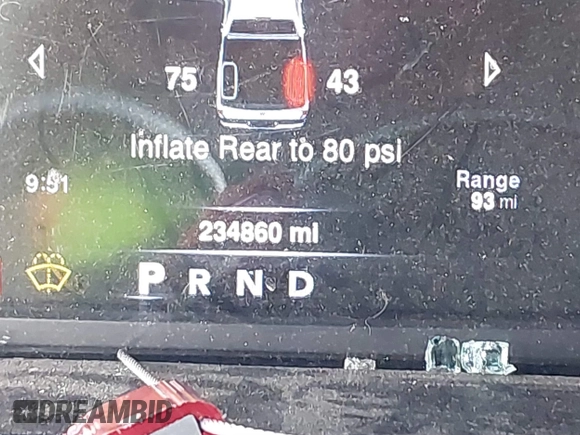 75 43
Inflate Rear to 80 psi
9:51
Range
93 mi
234860 mi
P R N D
DREAMBID